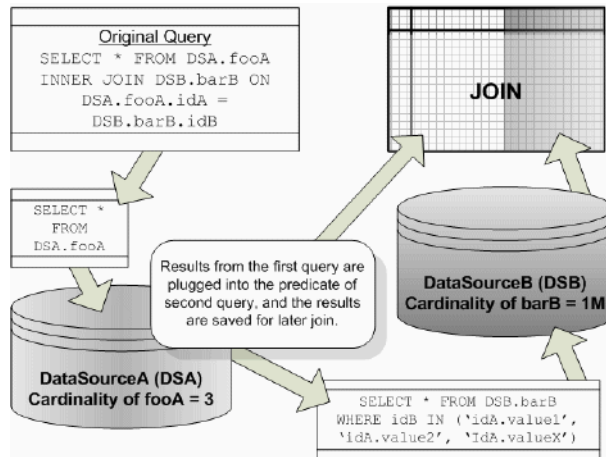 Original Query
SELECT * FROM DSA.fooA
INNER JOIN DSB.barB ON
DSA.foo.idA =
DSB.barB.idB
JOIN
SELECT *
FROM
DSA.fooA
Results from the first query are
plugged into the predicate of
second query, and the results
are saved for later join.
DataSourceB (DSB)
Cardinality of barB = 1M
DataSourceA (DSA)
Cardinality of fooA = 3
SELECT * FROM DSB.barB
WHERE idB IN (‘idA.value1’,
‘idA.value2’, ‘IdA.valueX’)